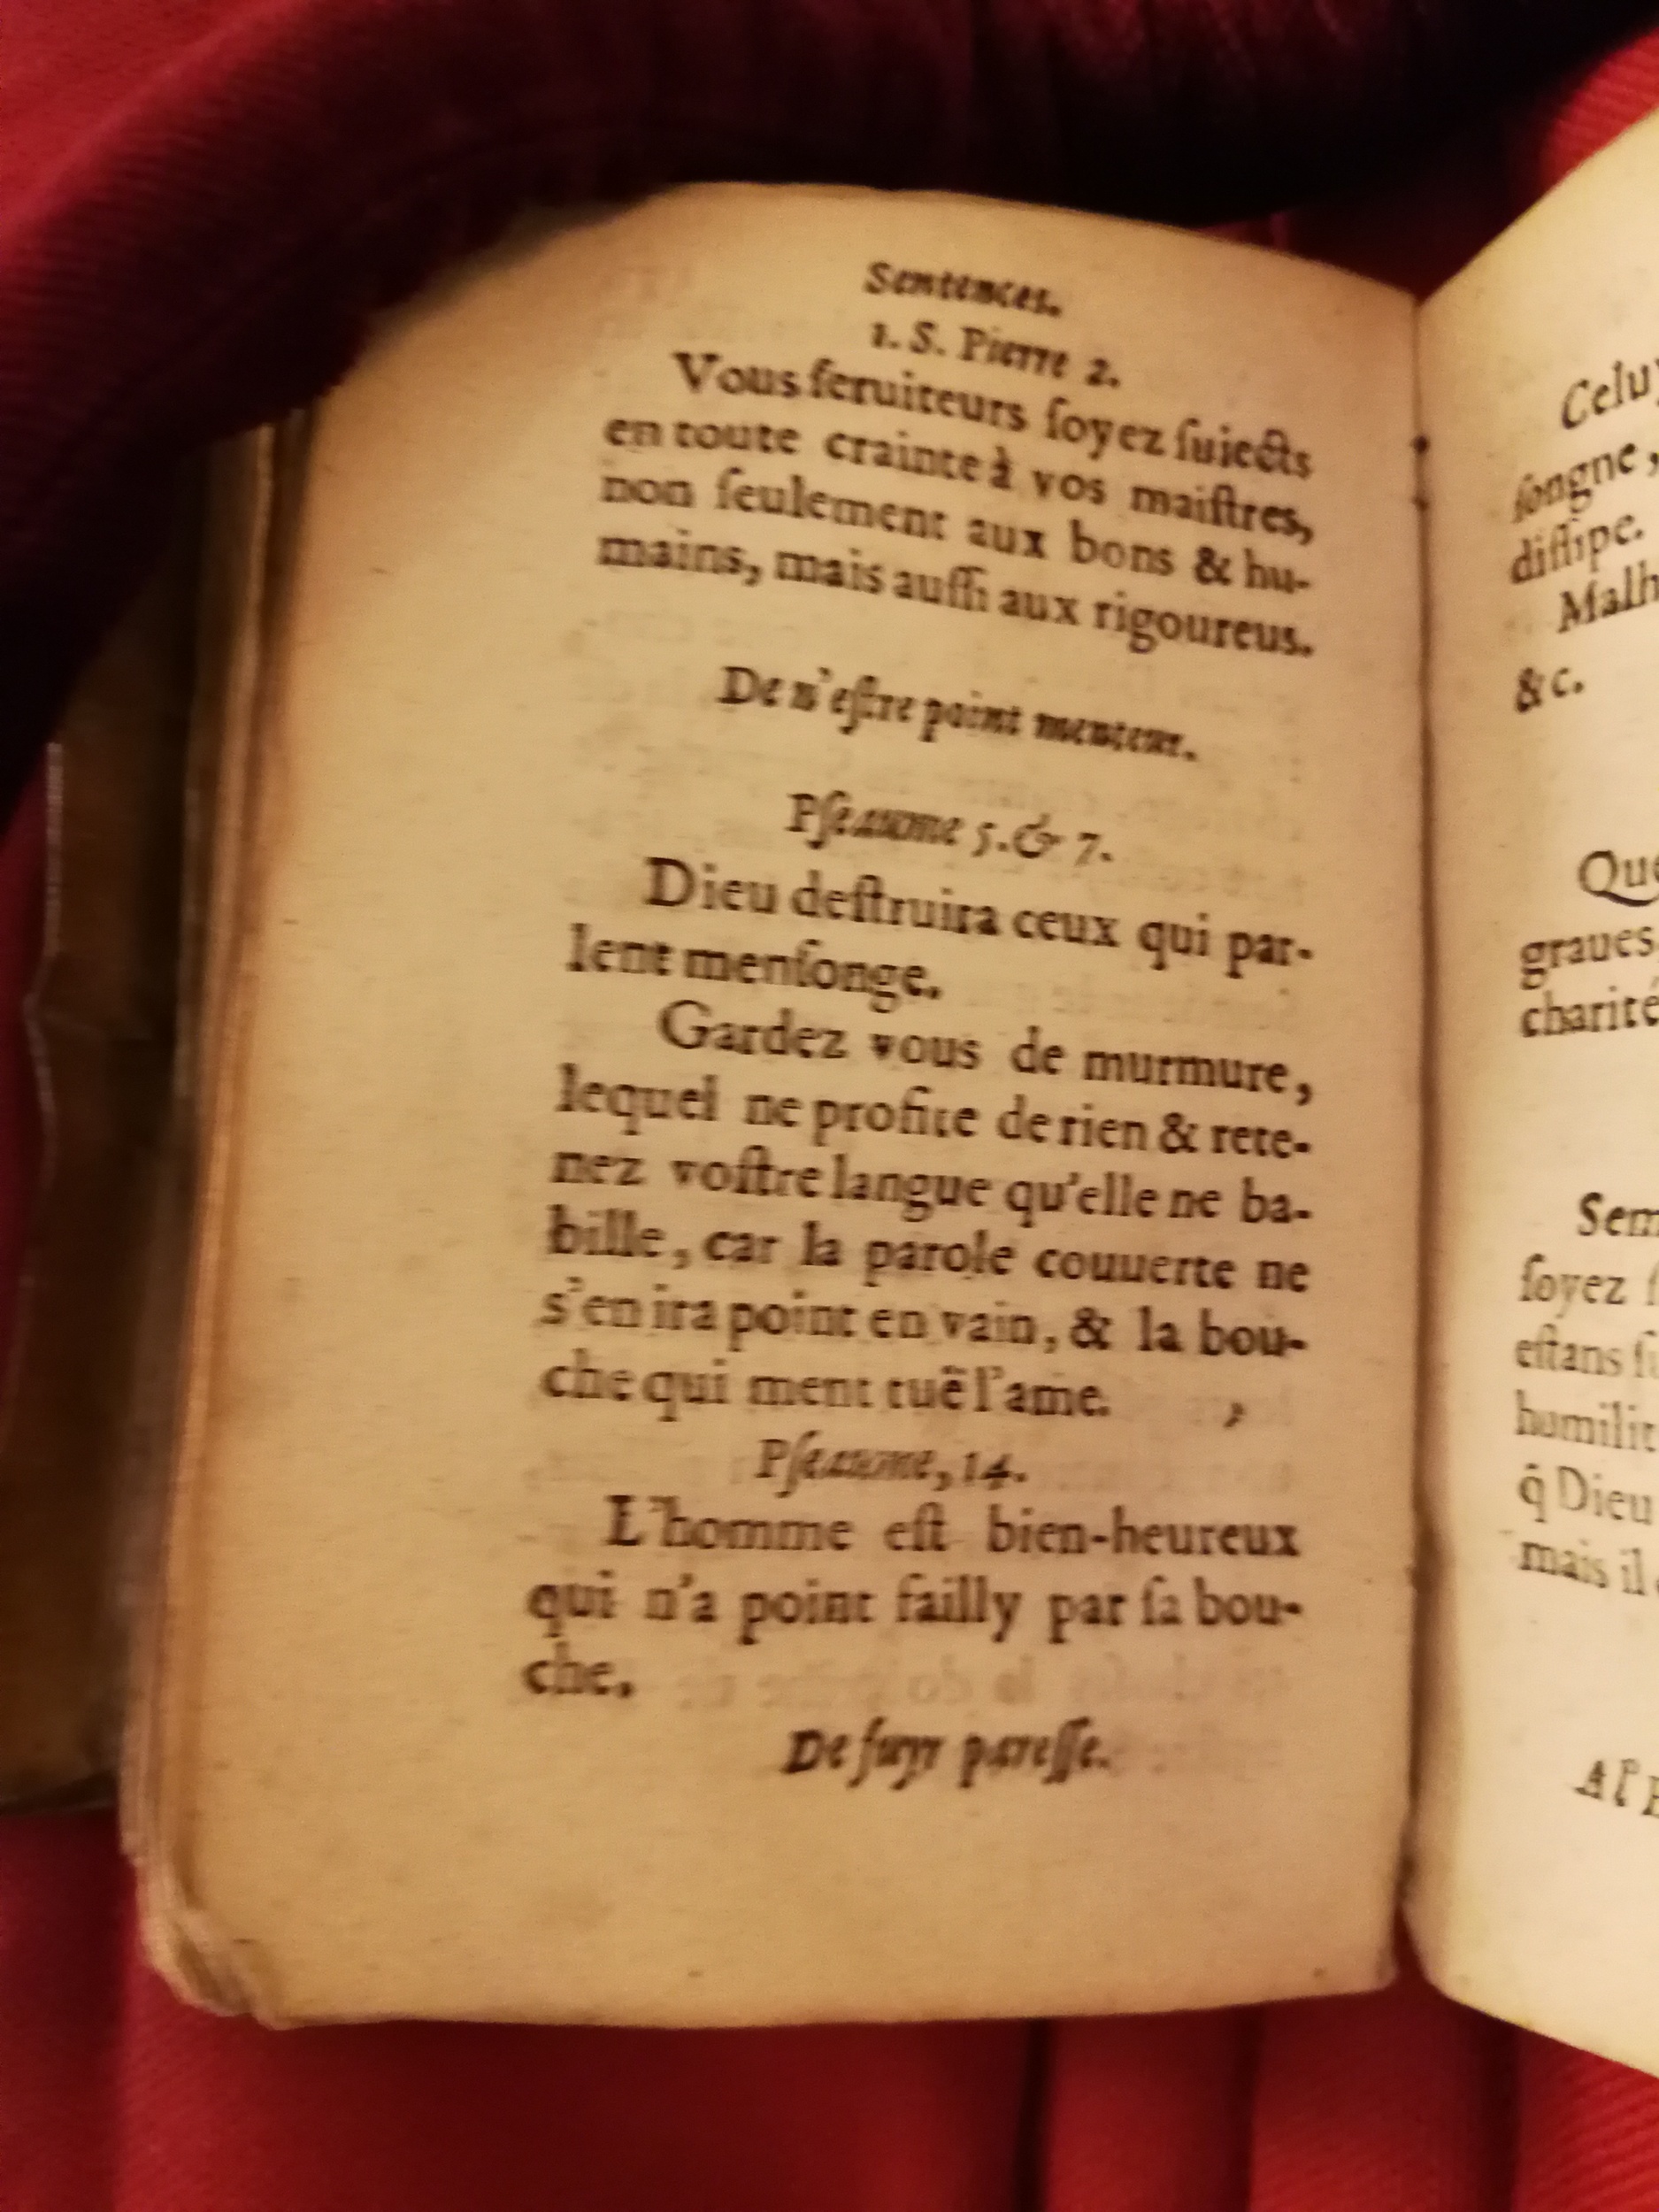 Sentences.
1. S. Pierre 2.
Vous ſeruiteurs ſoyez ſuiects
en toute crainte à vos maiſtres,
non ſeulement aux bons & hu-
mains, mais auſſi aux rigoureus.
De n'eſtre point menteur.
Pſeaume 5. & 7.
Dieu deſtruira ceux qui par-
lent menſonge.
Gardez vous de murmure,
lequel ne profite de rien & rete-
nez voſtre langue qu'elle ne ba-
bille, car la parole couuerte ne
s'en ira point en vain, & la bou-
che qui ment tuë l'ame.
Pſeaume, 14.
L'homme eſt bien-heureux
qui n'a point failly par ſa bou-
che.
De fuyr pareſſe.
Celuy
ſongne,
diſſipe.
Malh
&c.
Que
graues,
charité
Sem
ſoyez ſ
eſtans ſu
humilit
q̃ Dieu
mais il
Al'E